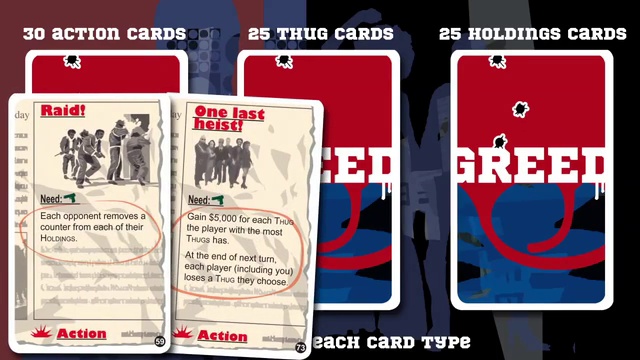 30 ACTION CARDS
25 THUG CARDS
25 HOLDINGS CARDS
Raid!
Need:
Each opponent removes a
counter from each of their
HOLDINGS.
Action
59
day
One last
heist!
Need:
Gain $5,000 for each THUG
the player with the most
THUGS has.
At the end of next turn,
each player (including you)
loses a THUG they choose.
Action
73
EED
GREED
EACH CARD TYPE